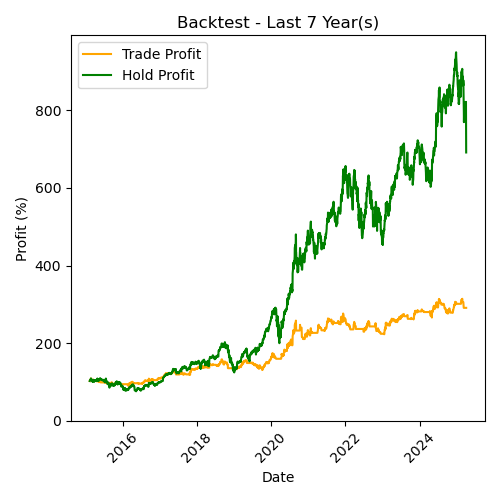 Backtest - Last 7 Year(s)
Trade Profit
Hold Profit
Profit (%)
800
600
400
200
0
2016
2018
2020
2022
2024
Date